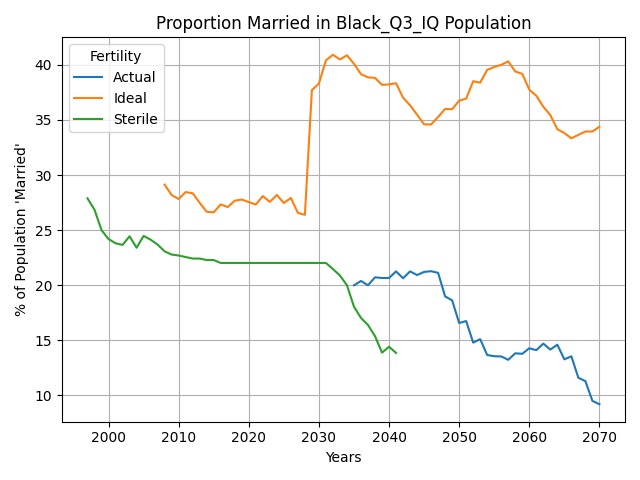 Proportion Married in Black_Q3_IQ Population
Fertility
Actual
Ideal
Sterile
% of Population 'Married'
40
35
30
25
20
15
10
2000 2010 2020 2030 2040 2050 2060 2070
Years